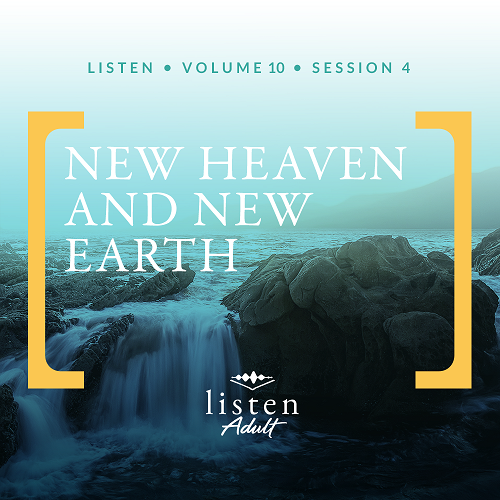 LISTEN • VOLUME 10 • SESSION 4
NEW HEAVEN
AND NEW
EARTH
listen
Adult